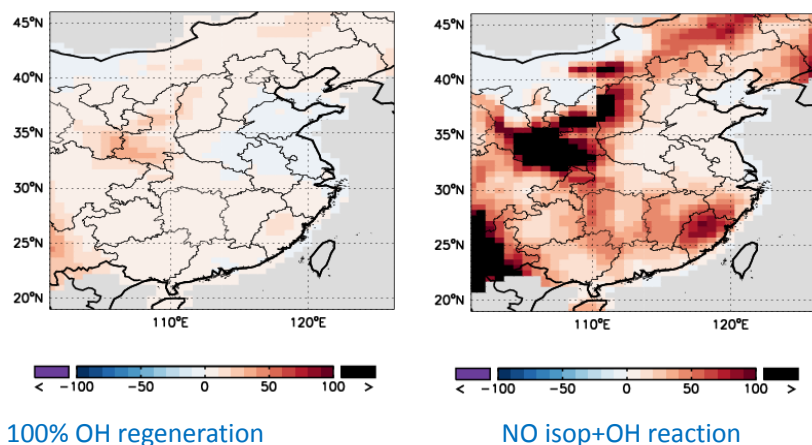 45°N
40°N
35°N
30°N
25°N
20°N
110°E 120°E
< -100 -50 0 50 100 >
100% OH regeneration
45°N
40°N
35°N
30°N
25°N
20°N
110°E 120°E
< -100 -50 0 50 100 >
NO isop+OH reaction